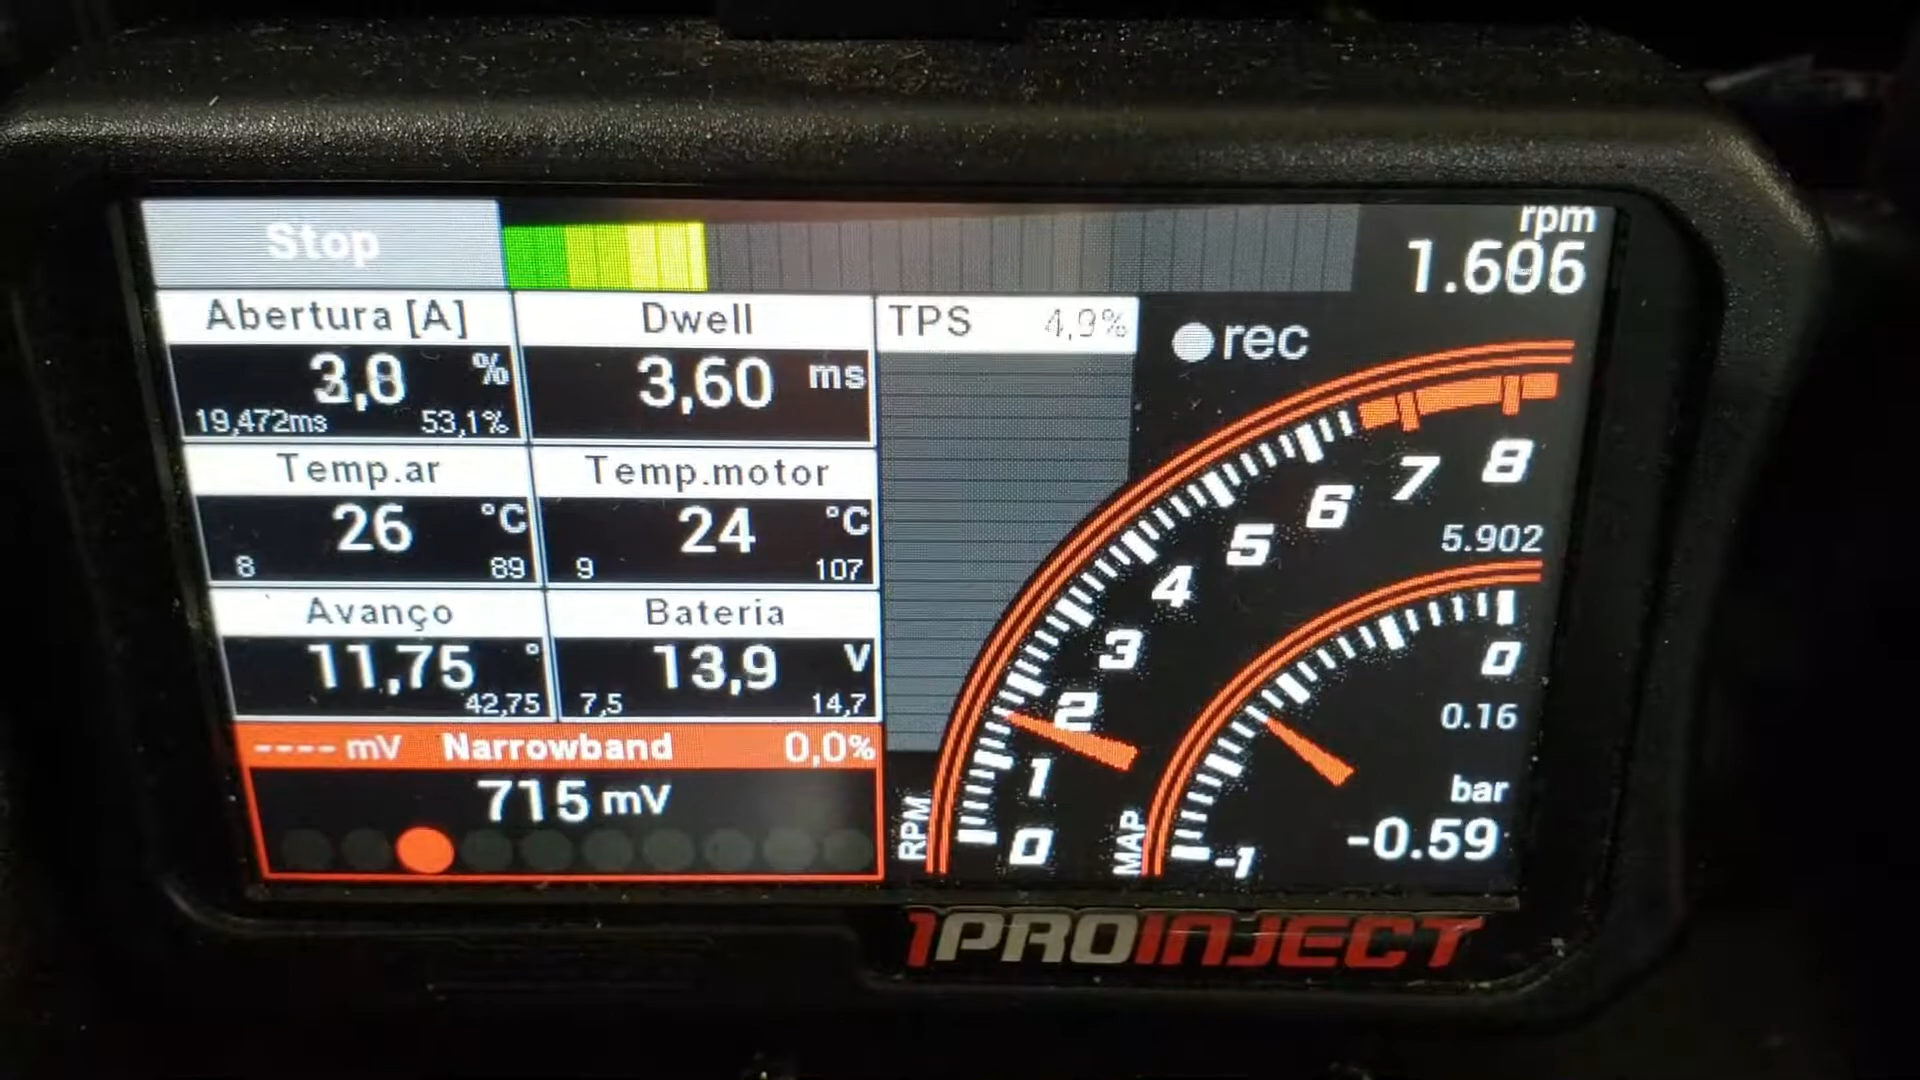 Stop
rpm
1.606
Abertura [A]
3,8 %
19,472ms 53,1%
Dwell
3,60 ms
TPS 4,9%
rec
Temp.ar
26 °C
8 89
Temp.motor
24 °C
9 107
Avanço
11,75 °
42,75
Bateria
13,9 V
7,5 14,7
---- mV Narrowband 0,0%
715 mV
RPM
0 1 2 3 4 5 6 7 8
5.902
MAP
-1 0
0.16
bar
-0.59
1PROINJECT